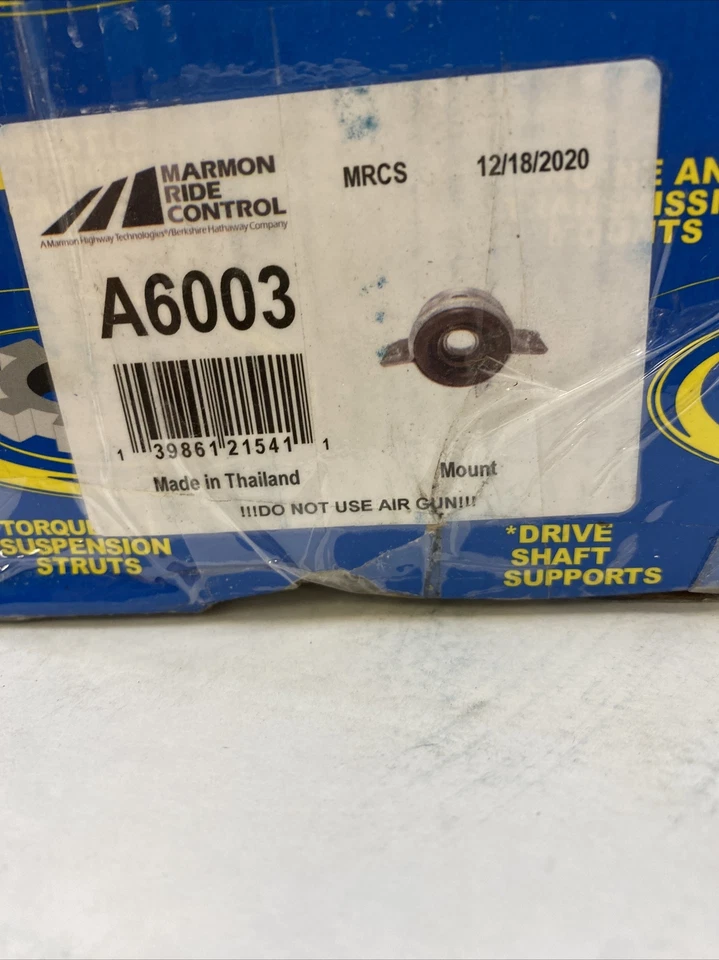 MARMON
RIDE
CONTROL
A Marmon Highway Technologies®/Berkshire Hathaway Company
MRCS
12/18/2020
A6003
1 39861 21541 1
Made in Thailand
Mount
!!!DO NOT USE AIR GUN!!!
TORQUE
SUSPENSION
STRUTS
*DRIVE
SHAFT
SUPPORTS